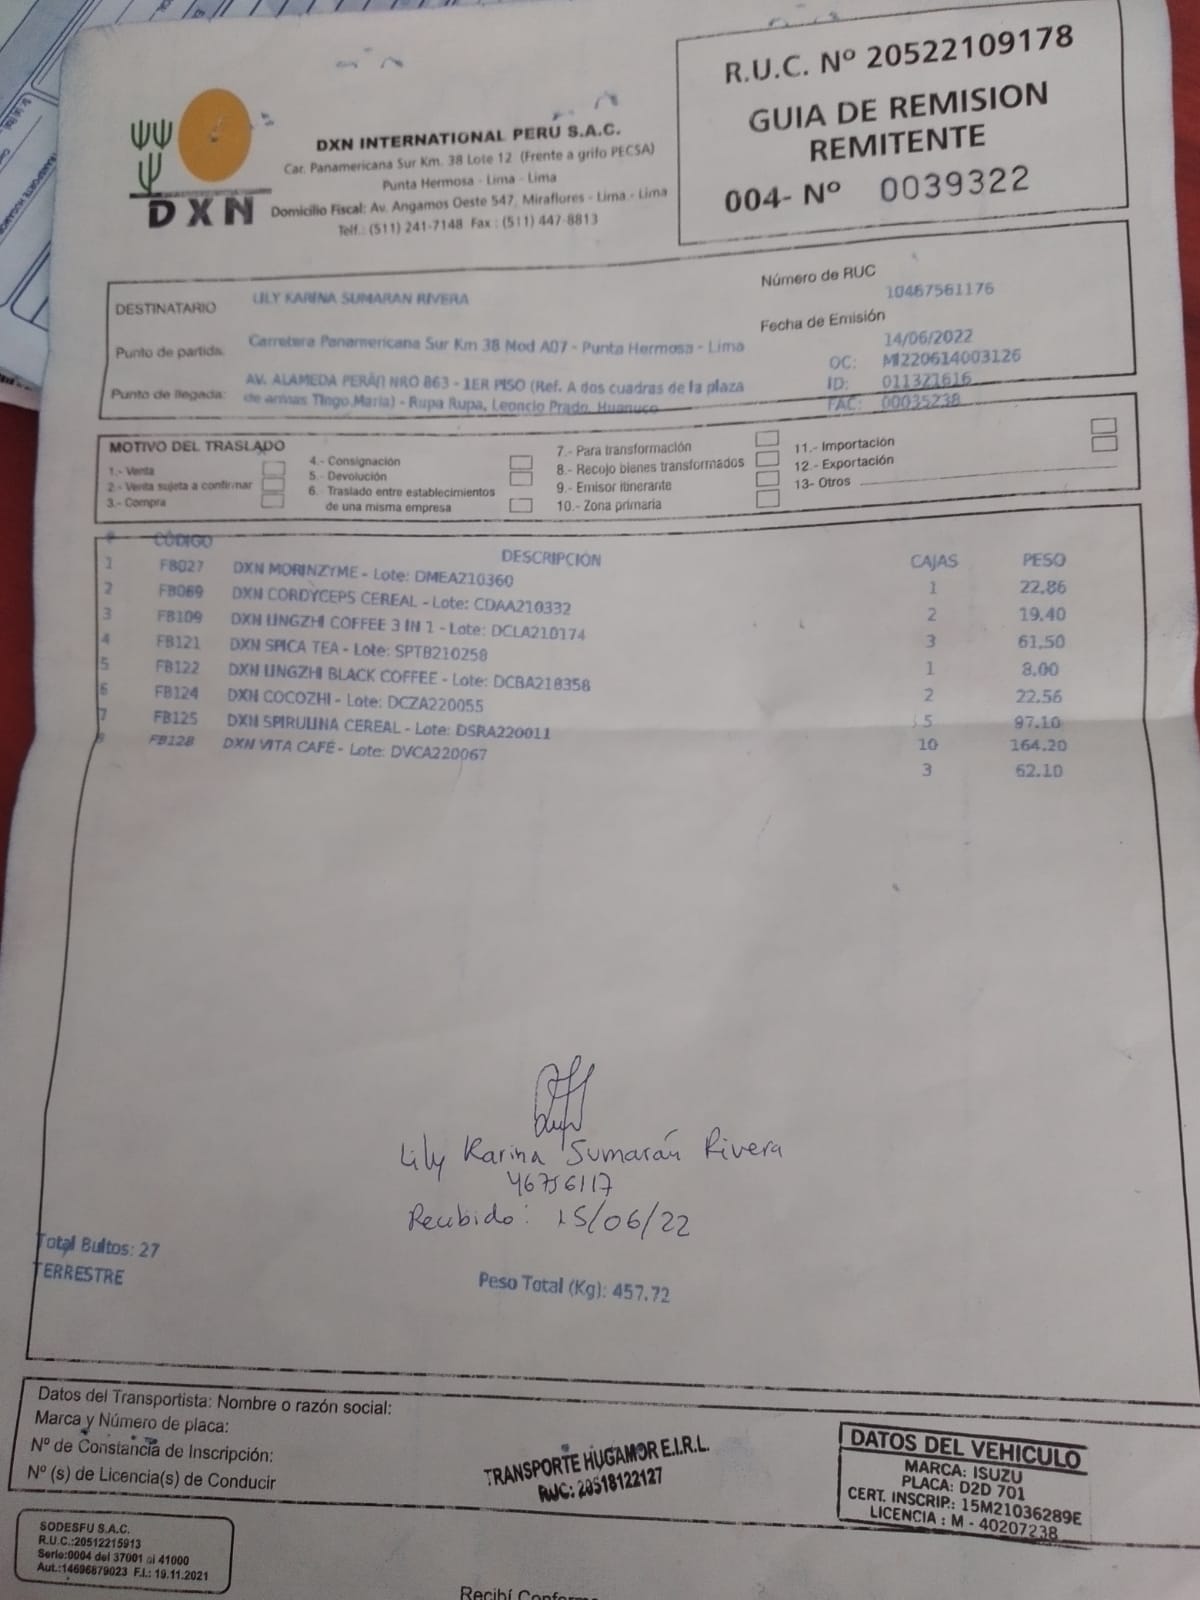 R.U.C. Nº 20522109178
GUIA DE REMISION
REMITENTE
004- Nº 0039322
DXN
DXN INTERNATIONAL PERU S.A.C.
Car. Panamericana Sur Km. 38 Lote 12 (Frente a grifo PECSA)
Punta Hermosa - Lima - Lima
Domicilio Fiscal: Av. Angamos Oeste 547, Miraflores - Lima - Lima
Telf.: (511) 241-7148 Fax : (511) 447-8813
DESTINATARIO LILY KARINA SUMARAN RIVERA
Número de RUC 10467561176
Punto de partida: Carretera Panamericana Sur Km 38 Mod A07 - Punta Hermosa - Lima
Fecha de Emisión 14/06/2022
Punto de llegada: AV. ALAMEDA PERÁN NRO 863 - 1ER PISO (Ref. A dos cuadras de la plaza
de armas Tingo Maria) - Rupa Rupa, Leoncio Prado, Huanuco
OC: MI220614003126
ID: 011321616
FAC: 00035238
MOTIVO DEL TRASLADO
1.- Venta
2.- Venta sujeta a confirmar
3.- Compra
4.- Consignación
5.- Devolución
6. Traslado entre establecimientos
de una misma empresa
7.- Para transformación
8.- Recojo bienes transformados
9.- Emisor itinerante
10.- Zona primaria
11.- Importación
12.- Exportación
13- Otros
# CÓDIGO DESCRIPCIÓN CAJAS PESO
1 FB027 DXN MORINZYME - Lote: DMEA210360 1 22.86
2 FB069 DXN CORDYCEPS CEREAL - Lote: CDAA210332 2 19.40
3 FB109 DXN LINGZHI COFFEE 3 IN 1 - Lote: DCLA210174 3 61.50
4 FB121 DXN SPICA TEA - Lote: SPTB210258 1 8.00
5 FB122 DXN LINGZHI BLACK COFFEE - Lote: DCBA218358 2 22.56
6 FB124 DXN COCOZHI - Lote: DCZA220055 5 97.10
7 FB125 DXN SPIRULINA CEREAL - Lote: DSRA220011 10 164.20
8 FB128 DXN VITA CAFÉ - Lote: DVCA220067 3 62.10
Lily Karina Sumarán Rivera
46756117
Recibido: 15/06/22
Total Bultos: 27
TERRESTRE
Peso Total (Kg): 457.72
Datos del Transportista: Nombre o razón social:
Marca y Número de placa:
Nº de Constancia de Inscripción:
Nº (s) de Licencia(s) de Conducir
TRANSPORTE HUGAMOR E.I.R.L.
RUC: 20518122127
DATOS DEL VEHICULO
MARCA: ISUZU
PLACA: D2D 701
CERT. INSCRIP.: 15M21036289E
LICENCIA : M - 40207238
SODESFU S.A.C.
R.U.C.:20512215913
Serie:0004 del 37001 al 41000
Aut.:14696879023 F.I.: 19.11.2021
Recibí